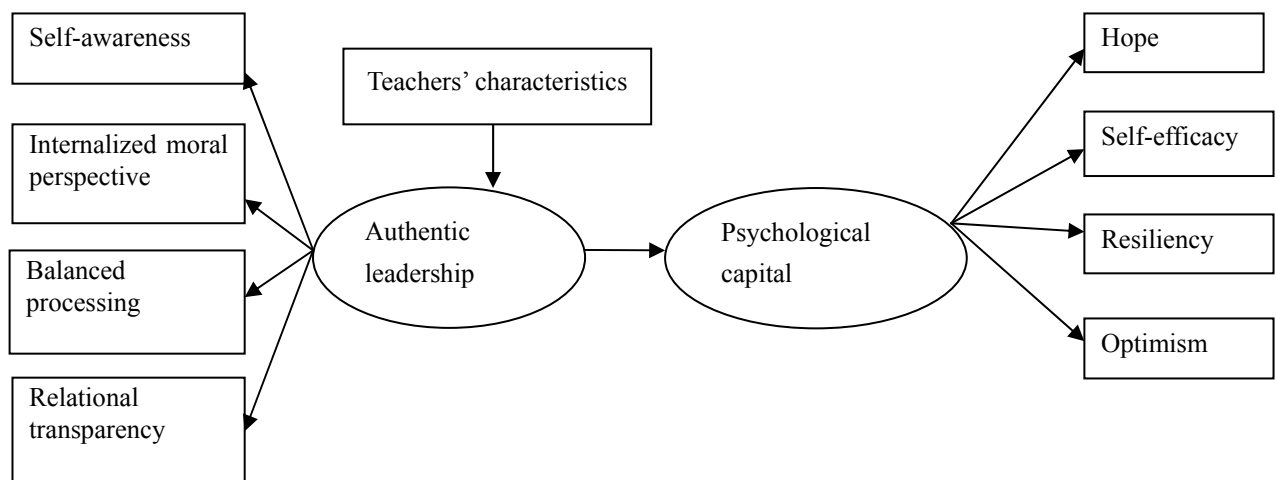 Self-awareness
Internalized moral
perspective
Balanced
processing
Relational
transparency
Teachers’ characteristics
Authentic
leadership
Psychological
capital
Hope
Self-efficacy
Resiliency
Optimism